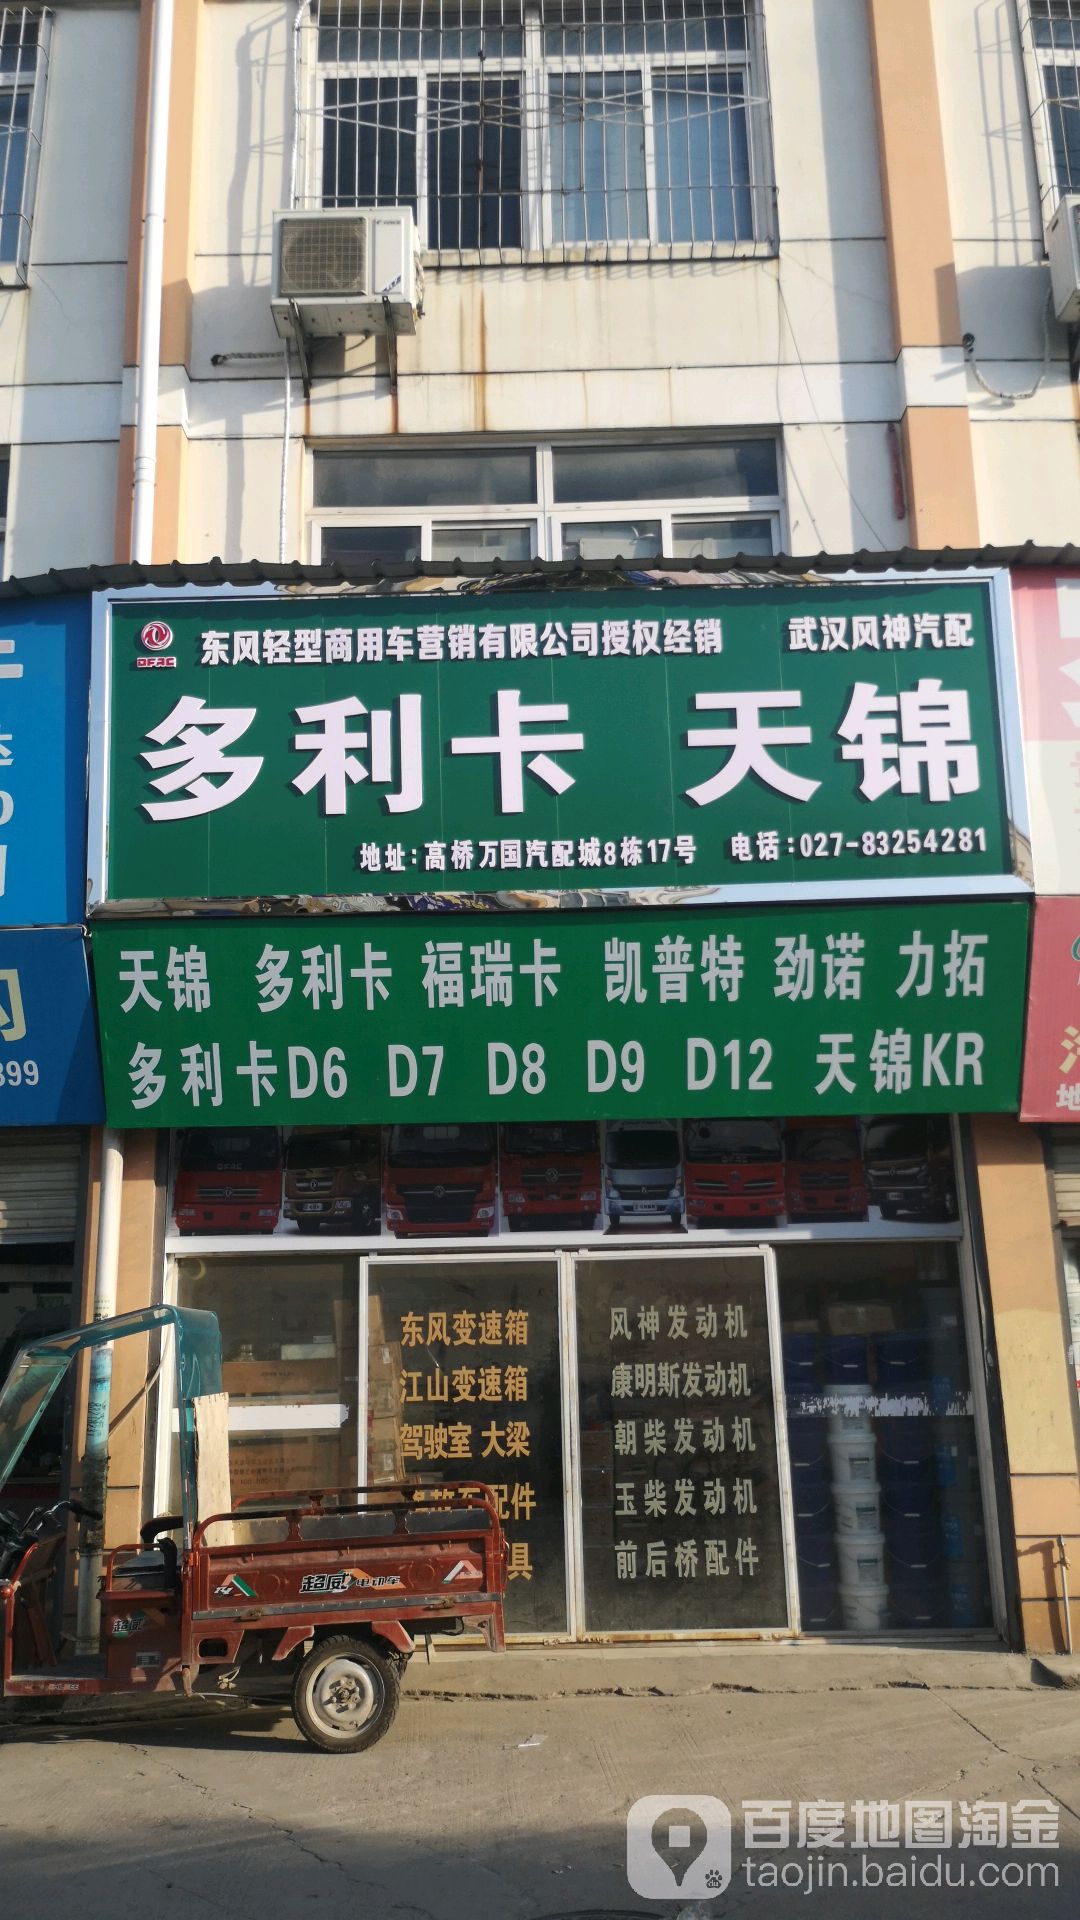 东风轻型商用车营销有限公司授权经销 武汉风神汽配
DFAC
多利卡 天锦
地址:高桥万国汽配城8栋17号 电话:027-83254281
天锦 多利卡 福瑞卡 凯普特 劲诺 力拓
多利卡D6 D7 D8 D9 D12 天锦KR
899
地
东风变速箱
江山变速箱
驾驶室 大梁
配件
具
风神发动机
康明斯发动机
朝柴发动机
玉柴发动机
前后桥配件
超威电动车
超威
百度地图淘金
taojin.baidu.com